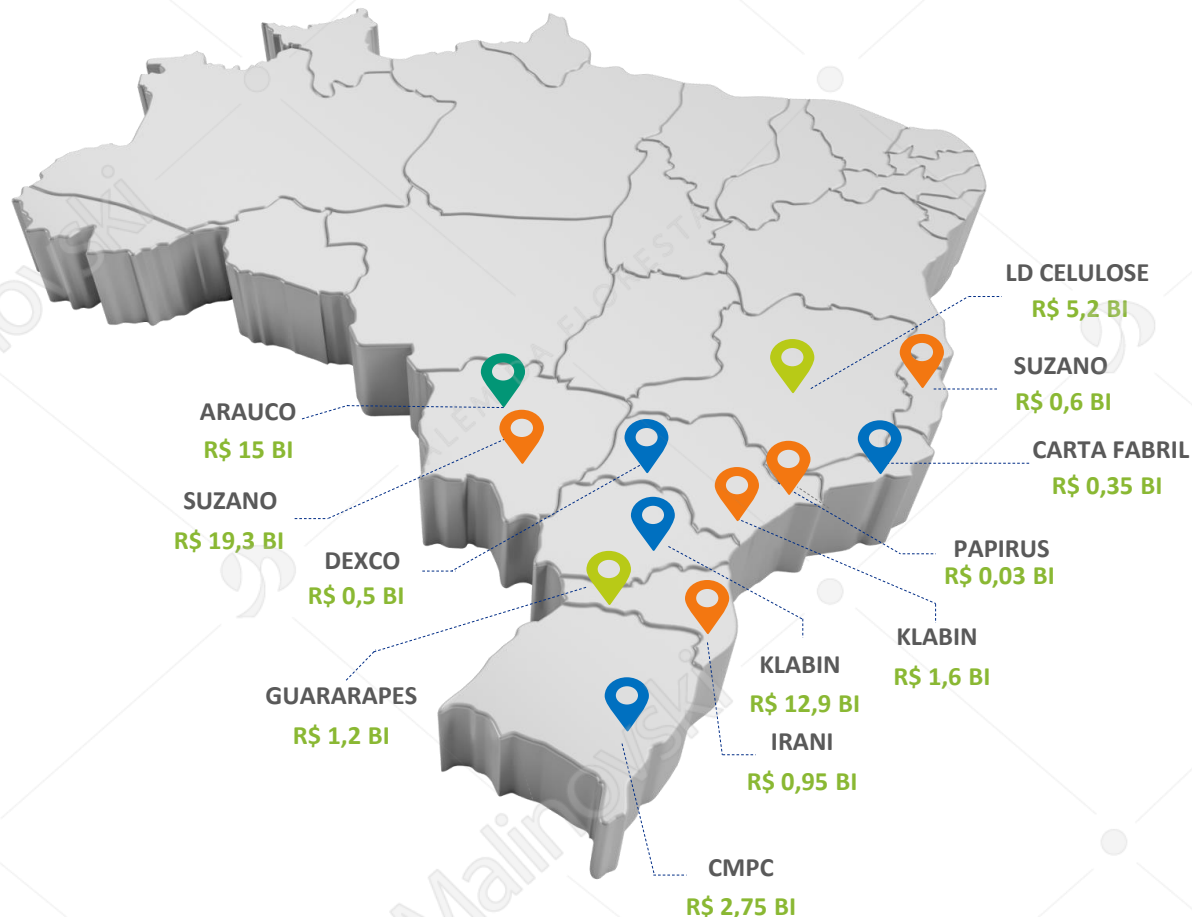 LD CELULOSE
R$ 5,2 BI
SUZANO
R$ 0,6 BI
ARAUCO
R$ 15 BI
CARTA FABRIL
R$ 0,35 BI
SUZANO
R$ 19,3 BI
DEXCO
R$ 0,5 BI
PAPIRUS
R$ 0,03 BI
KLABIN
R$ 1,6 BI
KLABIN
R$ 12,9 BI
GUARARAPES
R$ 1,2 BI
IRANI
R$ 0,95 BI
CMPC
R$ 2,75 BI
Malinovski